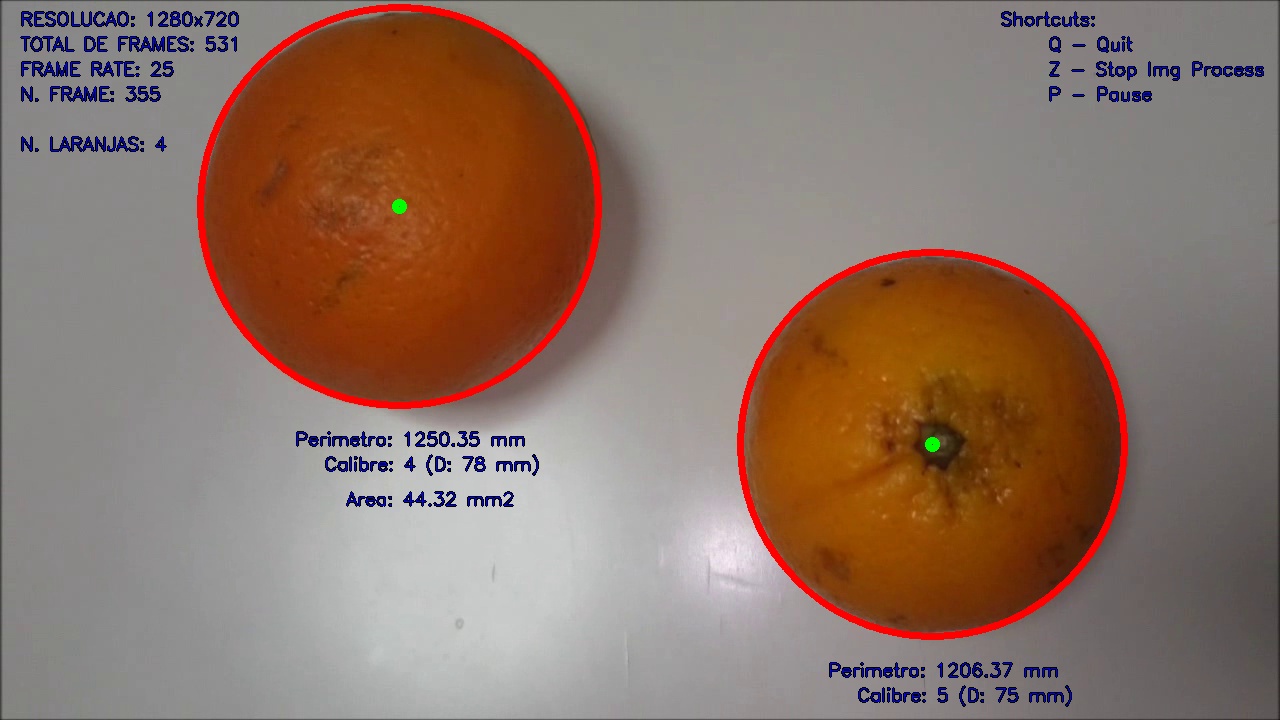 RESOLUCAO: 1280x720
TOTAL DE FRAMES: 531
FRAME RATE: 25
N. FRAME: 355
N. LARANJAS: 4
Shortcuts:
Q - Quit
Z - Stop Img Process
P - Pause
Perimetro: 1250.35 mm
Calibre: 4 (D: 78 mm)
Area: 44.32 mm2
Perimetro: 1206.37 mm
Calibre: 5 (D: 75 mm)